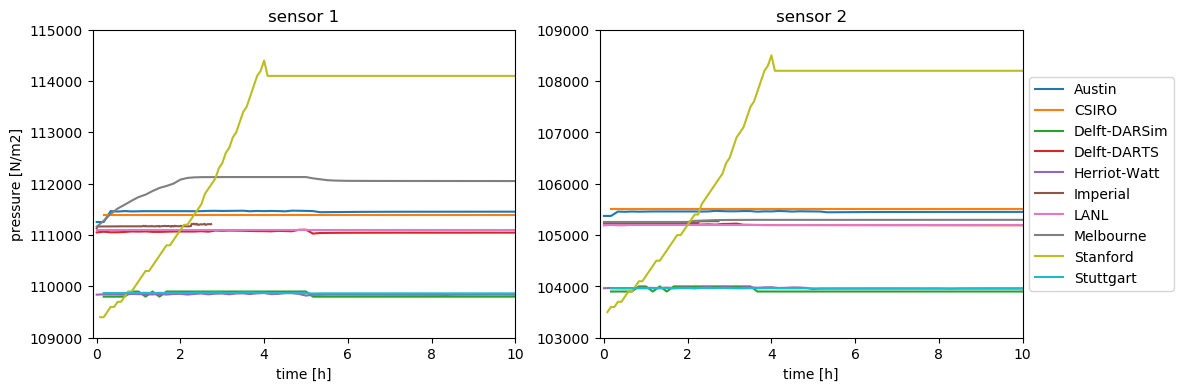 sensor 1
115000
114000
113000
112000
111000
110000
109000
pressure [N/m2]
0
2
4
6
8
10
time [h]
sensor 2
109000
108000
107000
106000
105000
104000
103000
0
2
4
6
8
10
time [h]
Austin
CSIRO
Delft-DARSim
Delft-DARTS
Herriot-Watt
Imperial
LANL
Melbourne
Stanford
Stuttgart